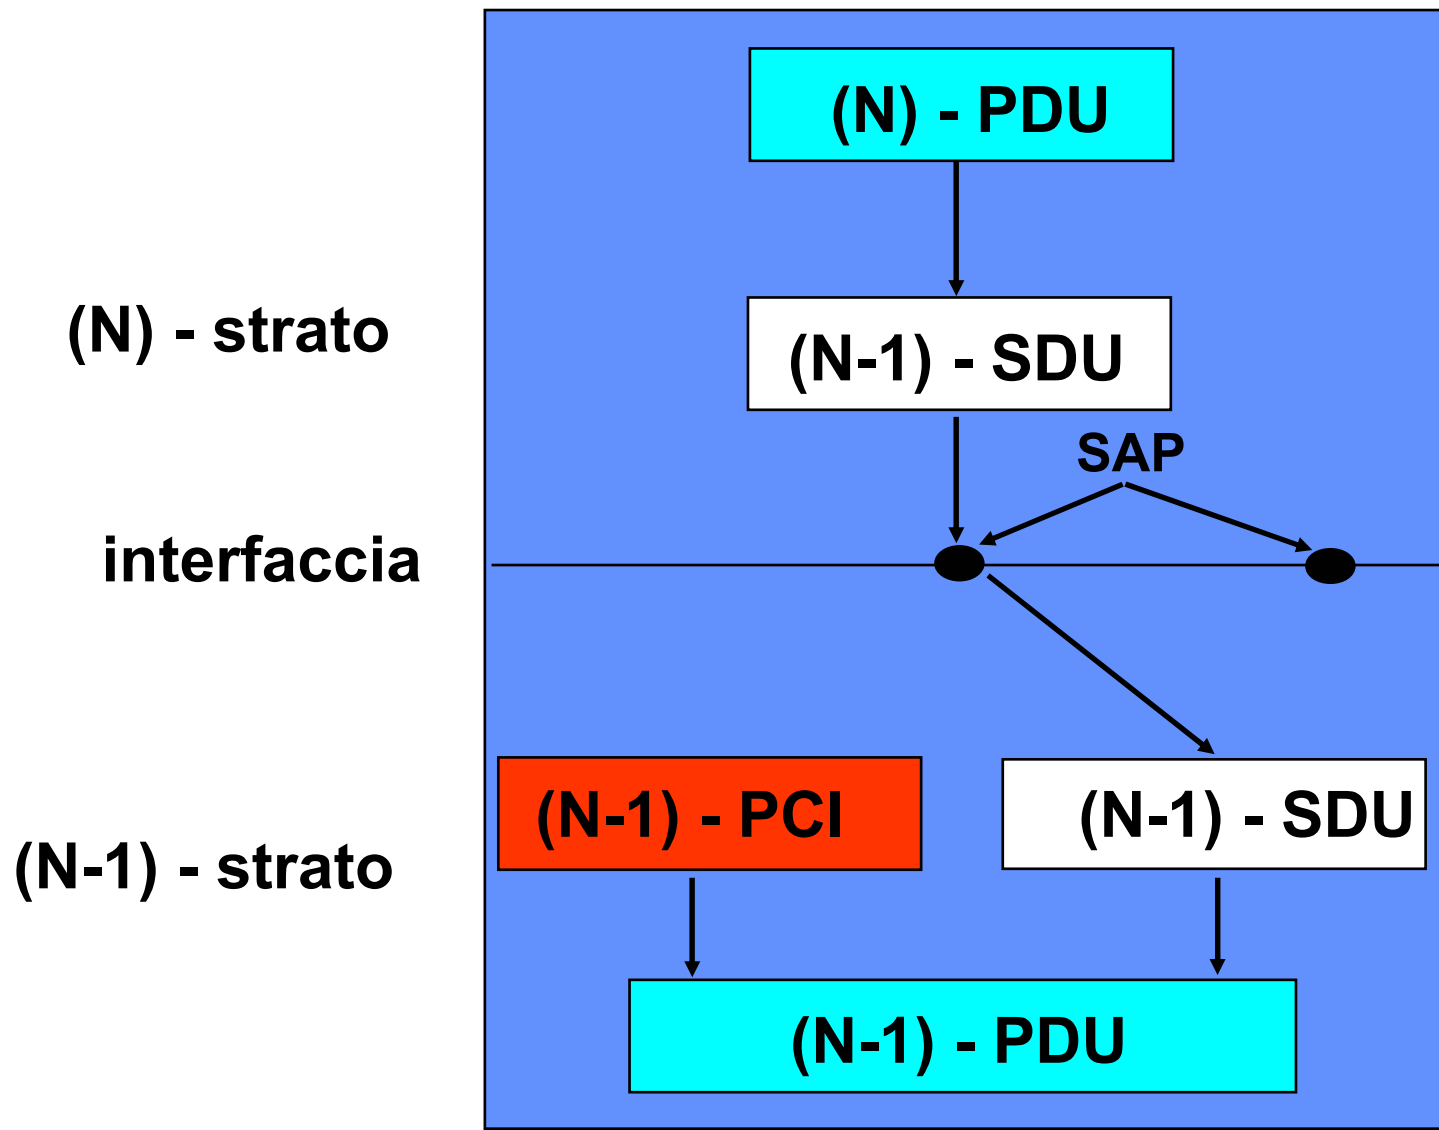 (N) - PDU
(N) - strato
(N-1) - SDU
SAP
interfaccia
(N-1) - PCI
(N-1) - SDU
(N-1) - strato
(N-1) - PDU